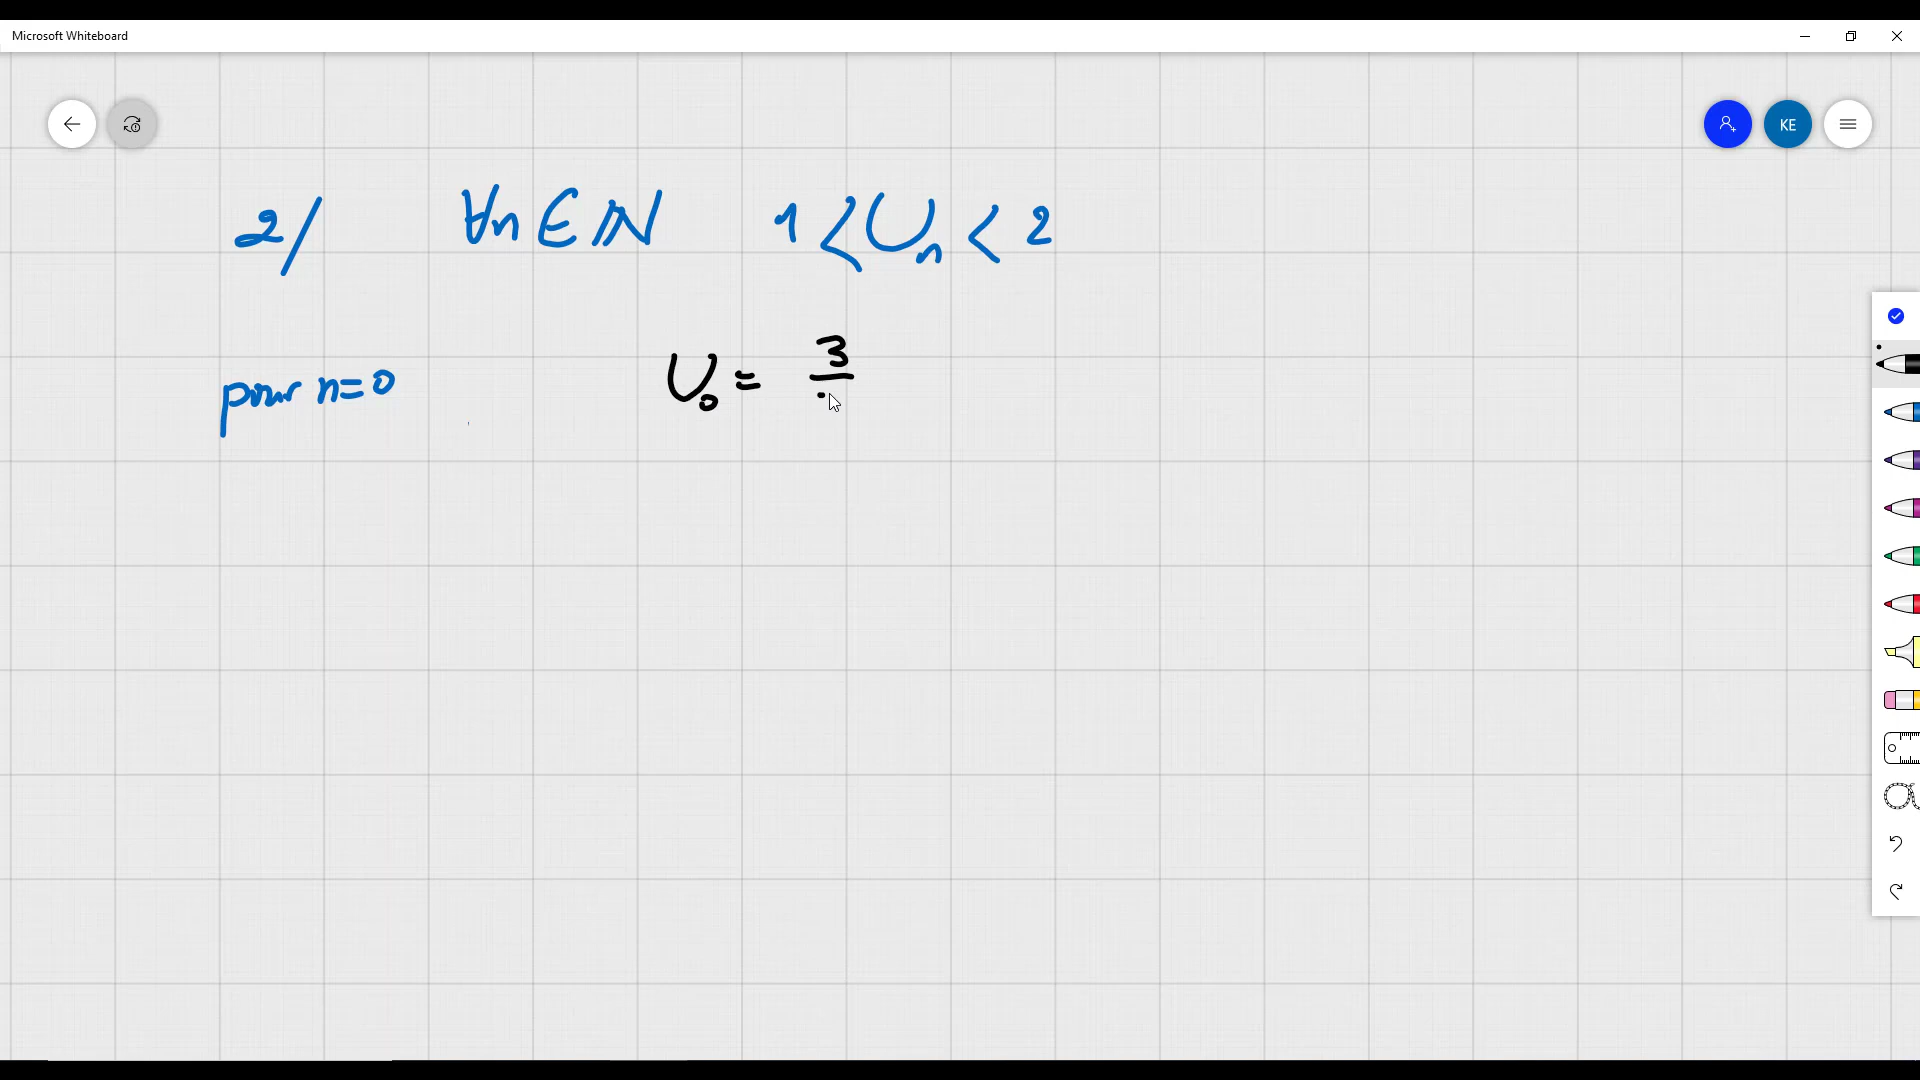 Microsoft Whiteboard
KE
2/ ∀n ∈ ℕ 1 < Uₙ < 2
pour n=0 U₀ = 3/